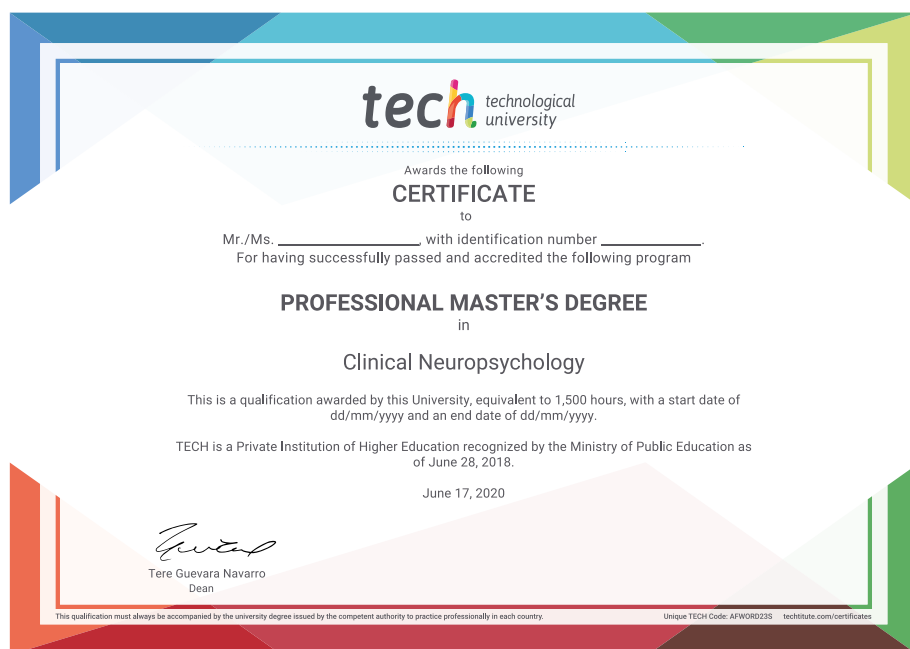 tech technological
university
Awards the following
CERTIFICATE
to
Mr./Ms. ____________________, with identification number ______________.
For having successfully passed and accredited the following program
PROFESSIONAL MASTER'S DEGREE
in
Clinical Neuropsychology
This is a qualification awarded by this University, equivalent to 1,500 hours, with a start date of
dd/mm/yyyy and an end date of dd/mm/yyyy.
TECH is a Private Institution of Higher Education recognized by the Ministry of Public Education as
of June 28, 2018.
June 17, 2020
Tere Guevara Navarro
Dean
This qualification must always be accompanied by the university degree issued by the competent authority to practice professionally in each country.
Unique TECH Code: AFWORD23S techtitute.com/certificates